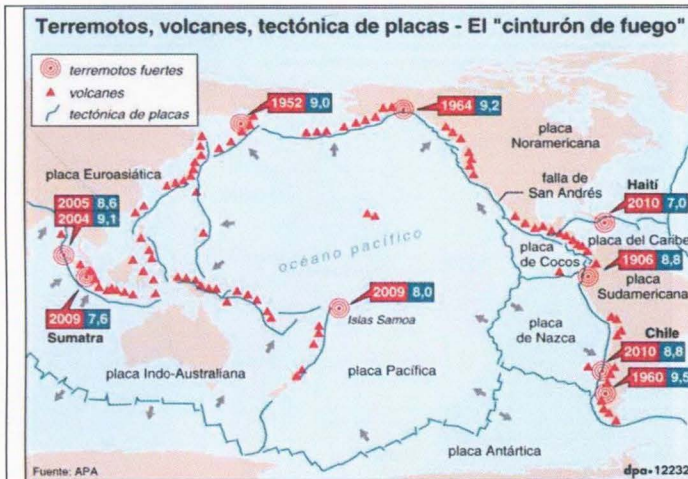 Terremotos, volcanes, tectónica de placas - El "cinturón de fuego"
terremotos fuertes
volcanes
tectónica de placas
1952 9,0
1964 9,2
placa
Noramericana
placa Euroasiática
falla de
San Andrés
Haití
2010 7,0
2005 8,6
2004 9,1
océano pacífico
placa
de Cocos
placa del Caribe
1906 8,8
placa
Sudamericana
2009 8,0
Islas Samoa
2009 7,6
Sumatra
placa
de Nazca
Chile
2010 8,8
1960 9,5
placa Indo-Australiana
placa Pacífica
placa Antártica
Fuente: APA
dpa•12232